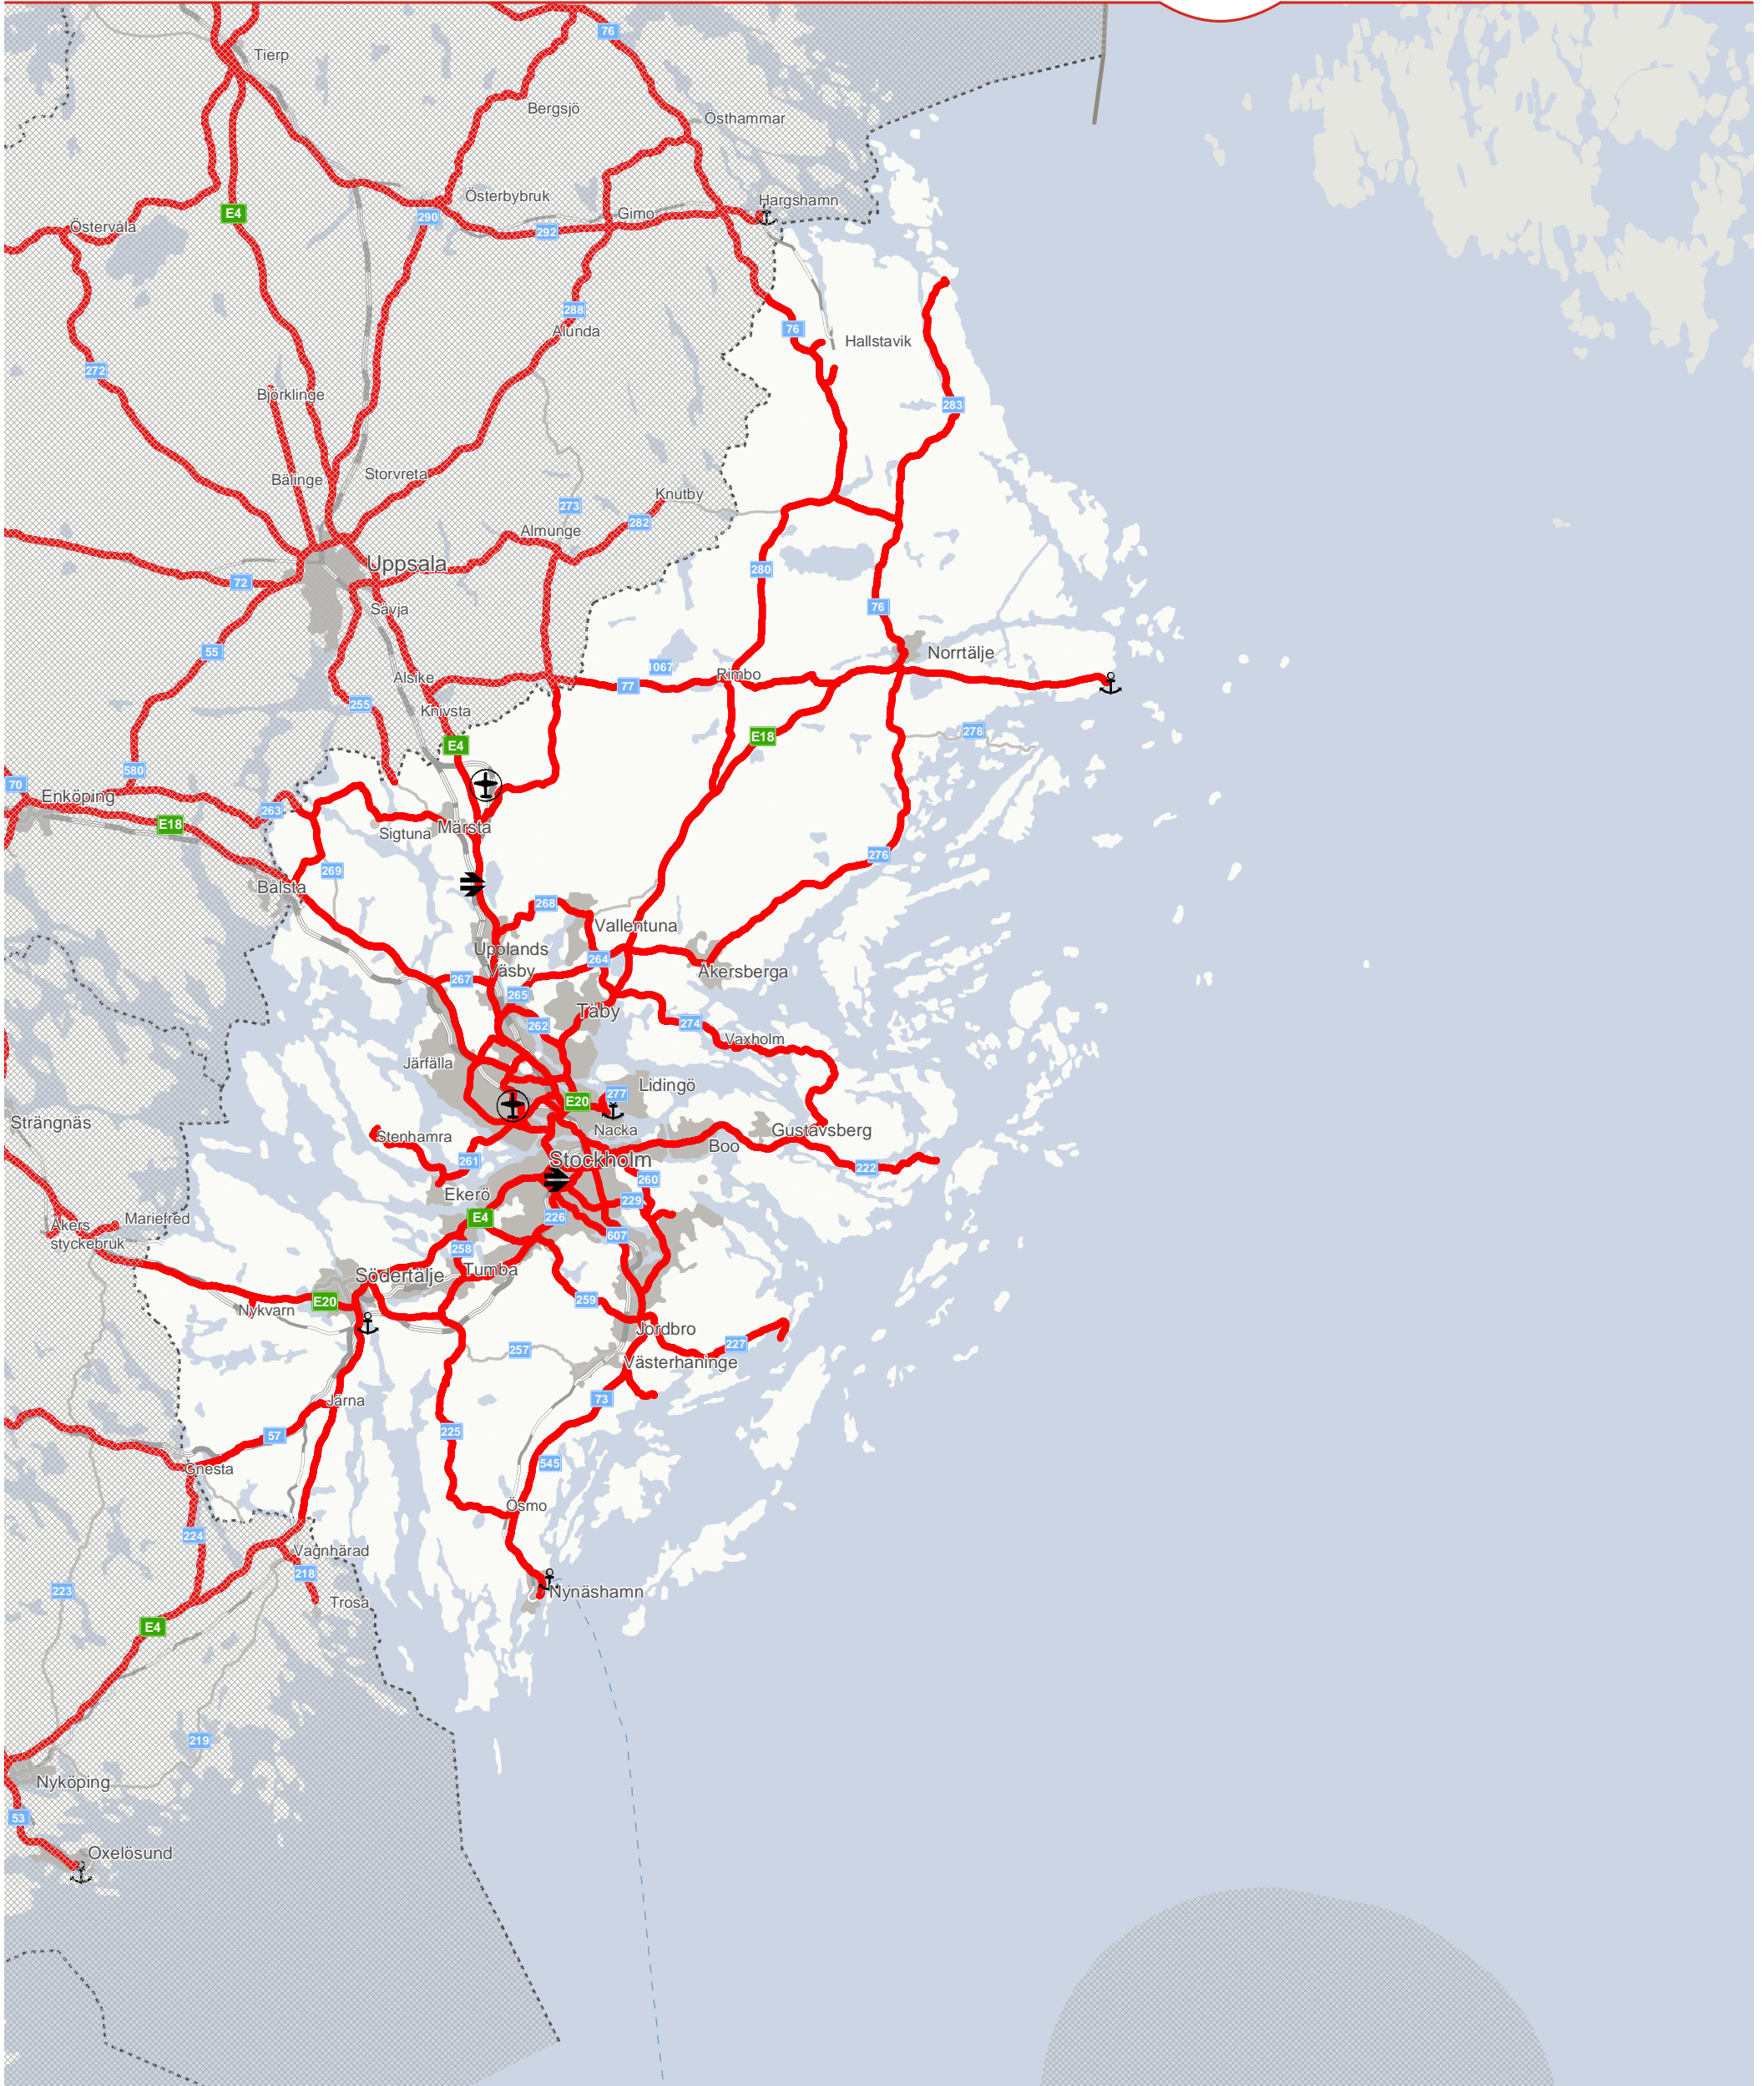 76
Tierp
Bergsjö
Östhammar
Österbybruk
Hargshamn
E4
290
Gimo
Östervåla
292
288
76
Alunda
Hallstavik
272
Björklinge
283
Storvreta
Bälinge
Knutby
273
282
Almunge
Uppsala
280
72
76
Sävja
55
Norrtälje
1067
Rimbo
Alsike
77
255
Knivsta
278
E18
E4
580
70
Enköping
263
E18
Märsta
Sigtuna
276
269
Bålsta
268
Vallentuna
Upplands
Väsby
264
Åkersberga
267
265
Täby
274
262
Vaxholm
Järfälla
Lidingö
277
E20
Strängnäs
Nacka
Gustavsberg
Stenhamra
Boo
261
Stockholm
222
260
Ekerö
229
226
E4
Mariefred
Åkers
styckebruk
607
258
Tumba
Södertälje
259
E20
Nykvarn
Jordbro
227
257
Västerhaninge
73
Järna
225
57
545
Gnesta
Ösmo
224
Vagnhärad
218
223
Nynäshamn
Trosa
E4
219
Nyköping
53
Oxelösund